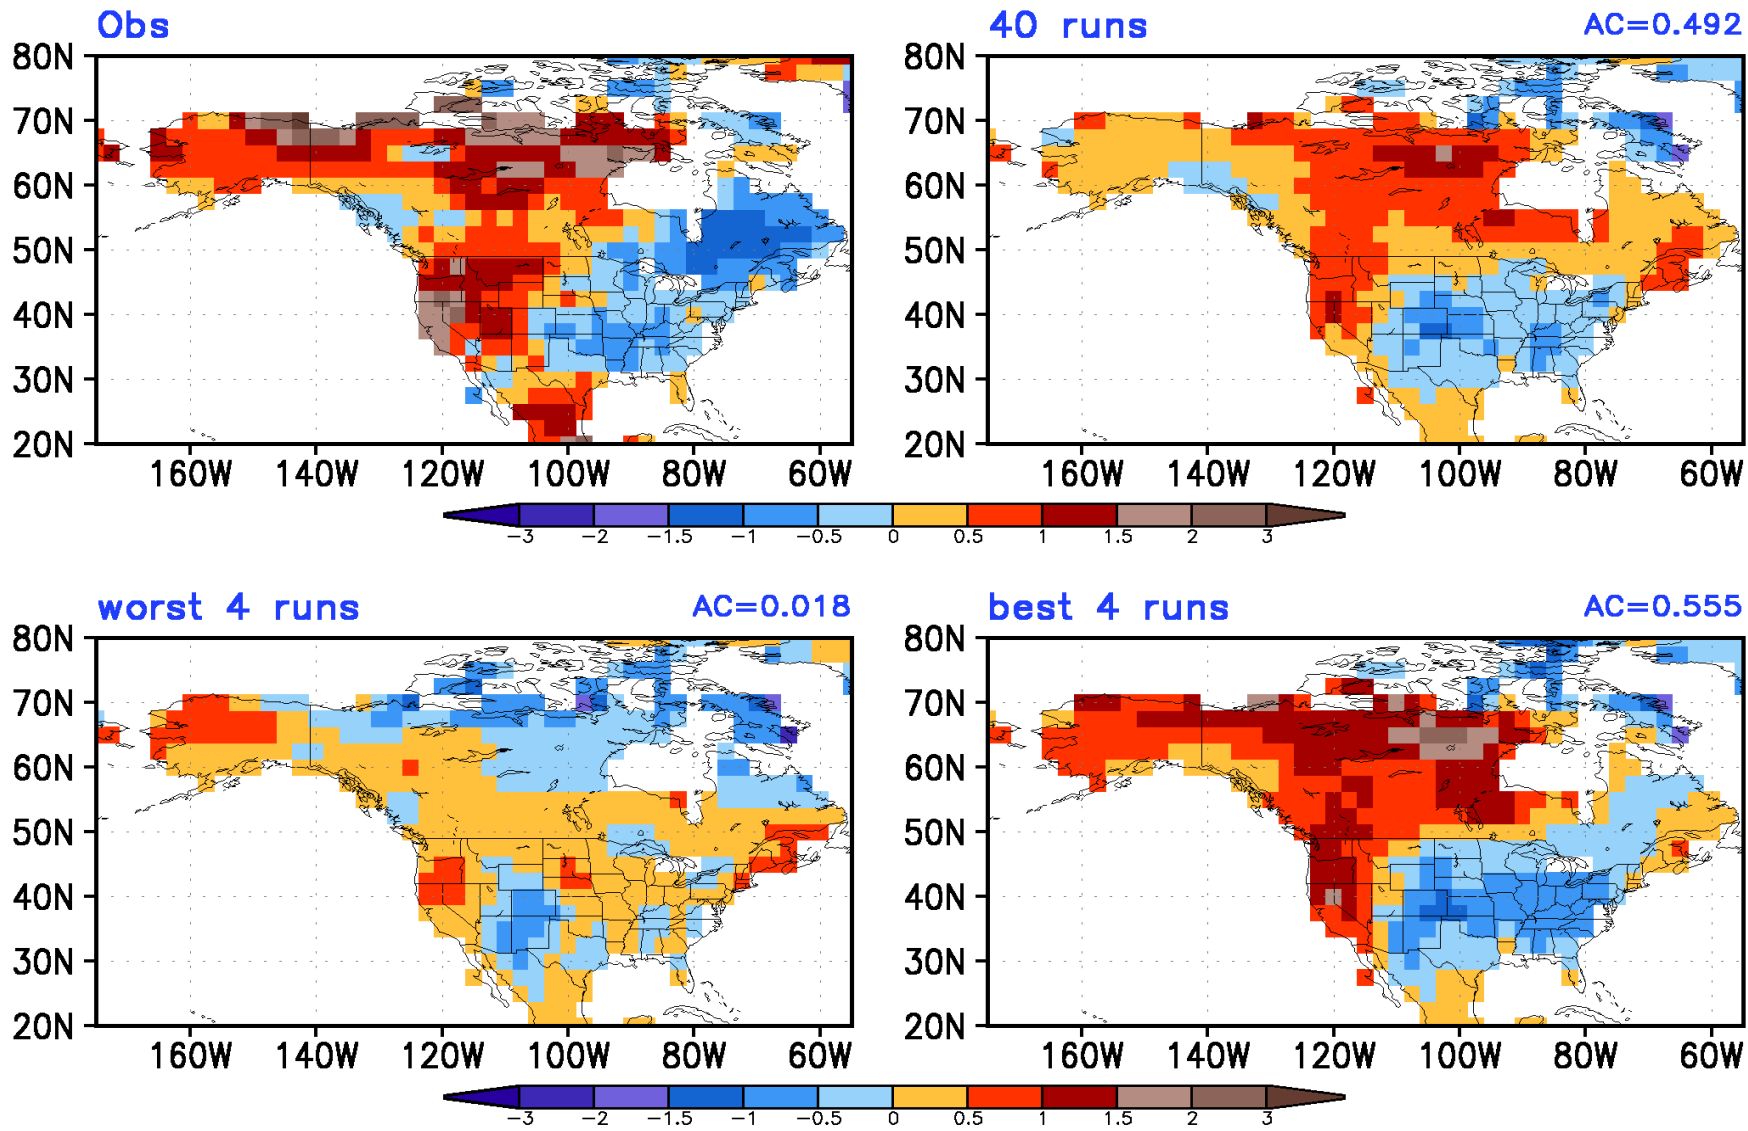 Obs
40 runs AC=0.492
80N 80N
70N 70N
60N 60N
50N 50N
40N 40N
30N 30N
20N 20N
160W 140W 120W 100W 80W 60W 160W 140W 120W 100W 80W 60W
-3 -2 -1.5 -1 -0.5 0 0.5 1 1.5 2 3
worst 4 runs AC=0.018
best 4 runs AC=0.555
80N 80N
70N 70N
60N 60N
50N 50N
40N 40N
30N 30N
20N 20N
160W 140W 120W 100W 80W 60W 160W 140W 120W 100W 80W 60W
-3 -2 -1.5 -1 -0.5 0 0.5 1 1.5 2 3